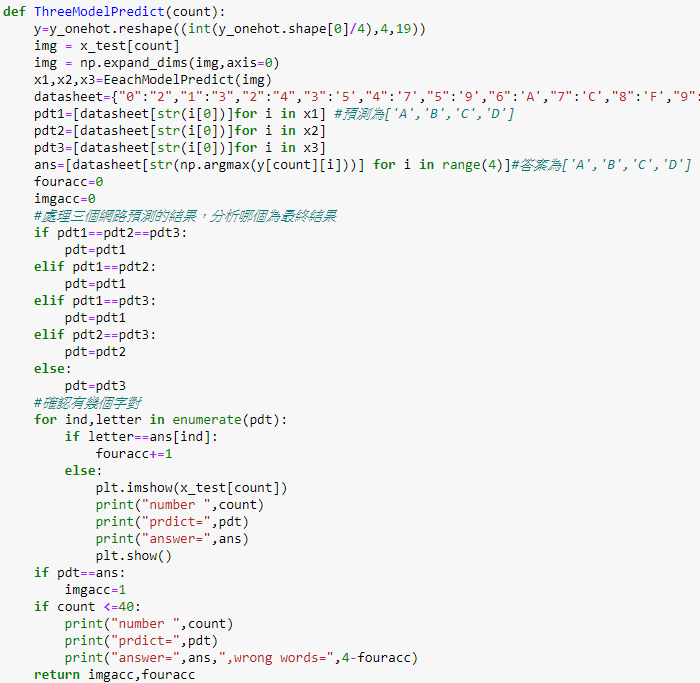 def ThreeModelPredict(count):
    y=y_onehot.reshape((int(y_onehot.shape[0]/4),4,19))
    img = x_test[count]
    img = np.expand_dims(img,axis=0)
    x1,x2,x3=EeachModelPredict(img)
    datasheet={"0":"2","1":"3","2":"4","3":'5',"4":'7',"5":'9',"6":'A',"7":'C',"8":'F',"9":
    pdt1=[datasheet[str(i[0])]for i in x1] #預測為['A','B','C','D']
    pdt2=[datasheet[str(i[0])]for i in x2]
    pdt3=[datasheet[str(i[0])]for i in x3]
    ans=[datasheet[str(np.argmax(y[count][i]))] for i in range(4)]#答案為['A','B','C','D']
    fouracc=0
    imgacc=0
    #處理三個網路預測的結果，分析哪個為最終結果
    if pdt1==pdt2==pdt3:
        pdt=pdt1
    elif pdt1==pdt2:
        pdt=pdt1
    elif pdt1==pdt3:
        pdt=pdt1
    elif pdt2==pdt3:
        pdt=pdt2
    else:
        pdt=pdt3
    #確認有幾個字對
    for ind,letter in enumerate(pdt):
        if letter==ans[ind]:
            fouracc+=1
        else:
            plt.imshow(x_test[count])
            print("number ",count)
            print("prdict=",pdt)
            print("answer=",ans)
            plt.show()
    if pdt==ans:
        imgacc=1
    if count <=40:
        print("number ",count)
        print("prdict=",pdt)
        print("answer=",ans,",wrong words=",4-fouracc)
    return imgacc,fouracc